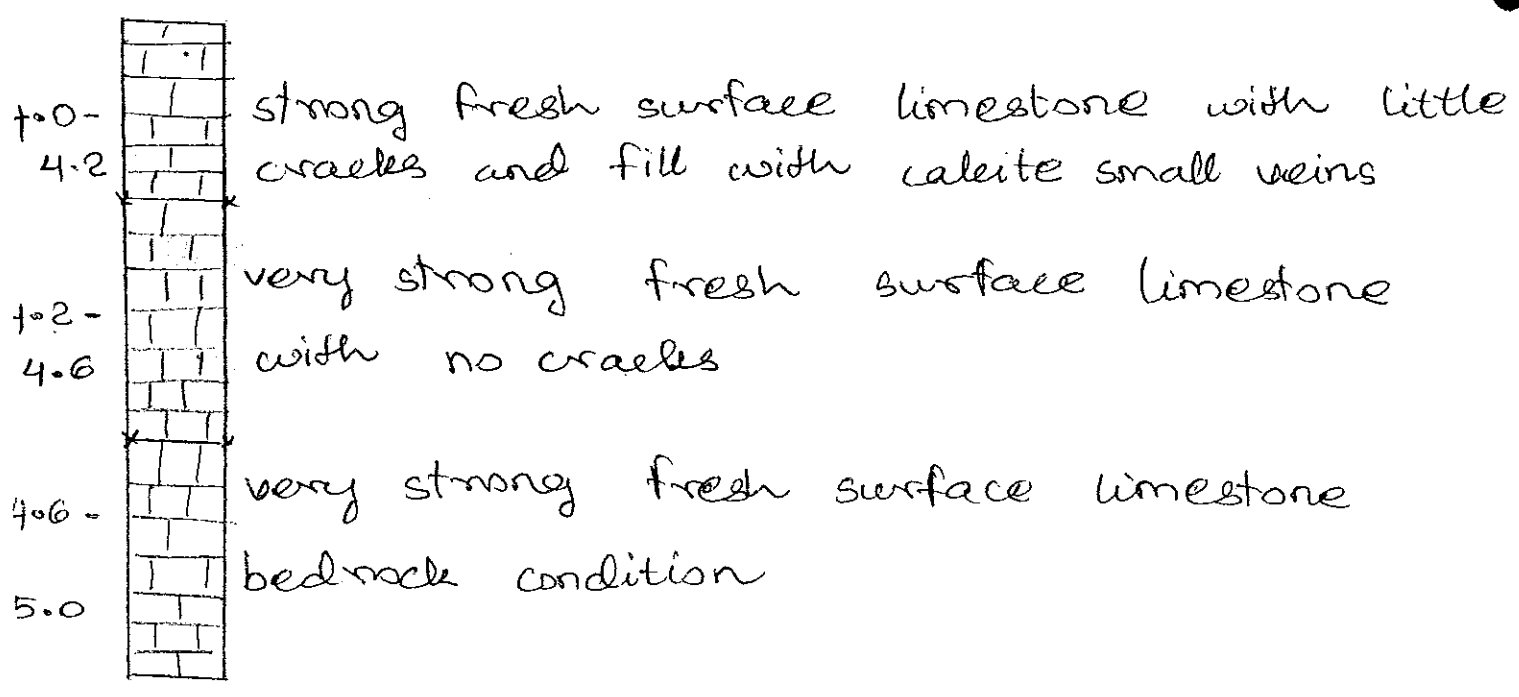 4.0-
4.2
strong fresh surface limestone with little
cracks and fill with calcite small veins
4.2-
4.6
very strong fresh surface limestone
with no cracks
4.6-
5.0
very strong fresh surface limestone
bedrock condition